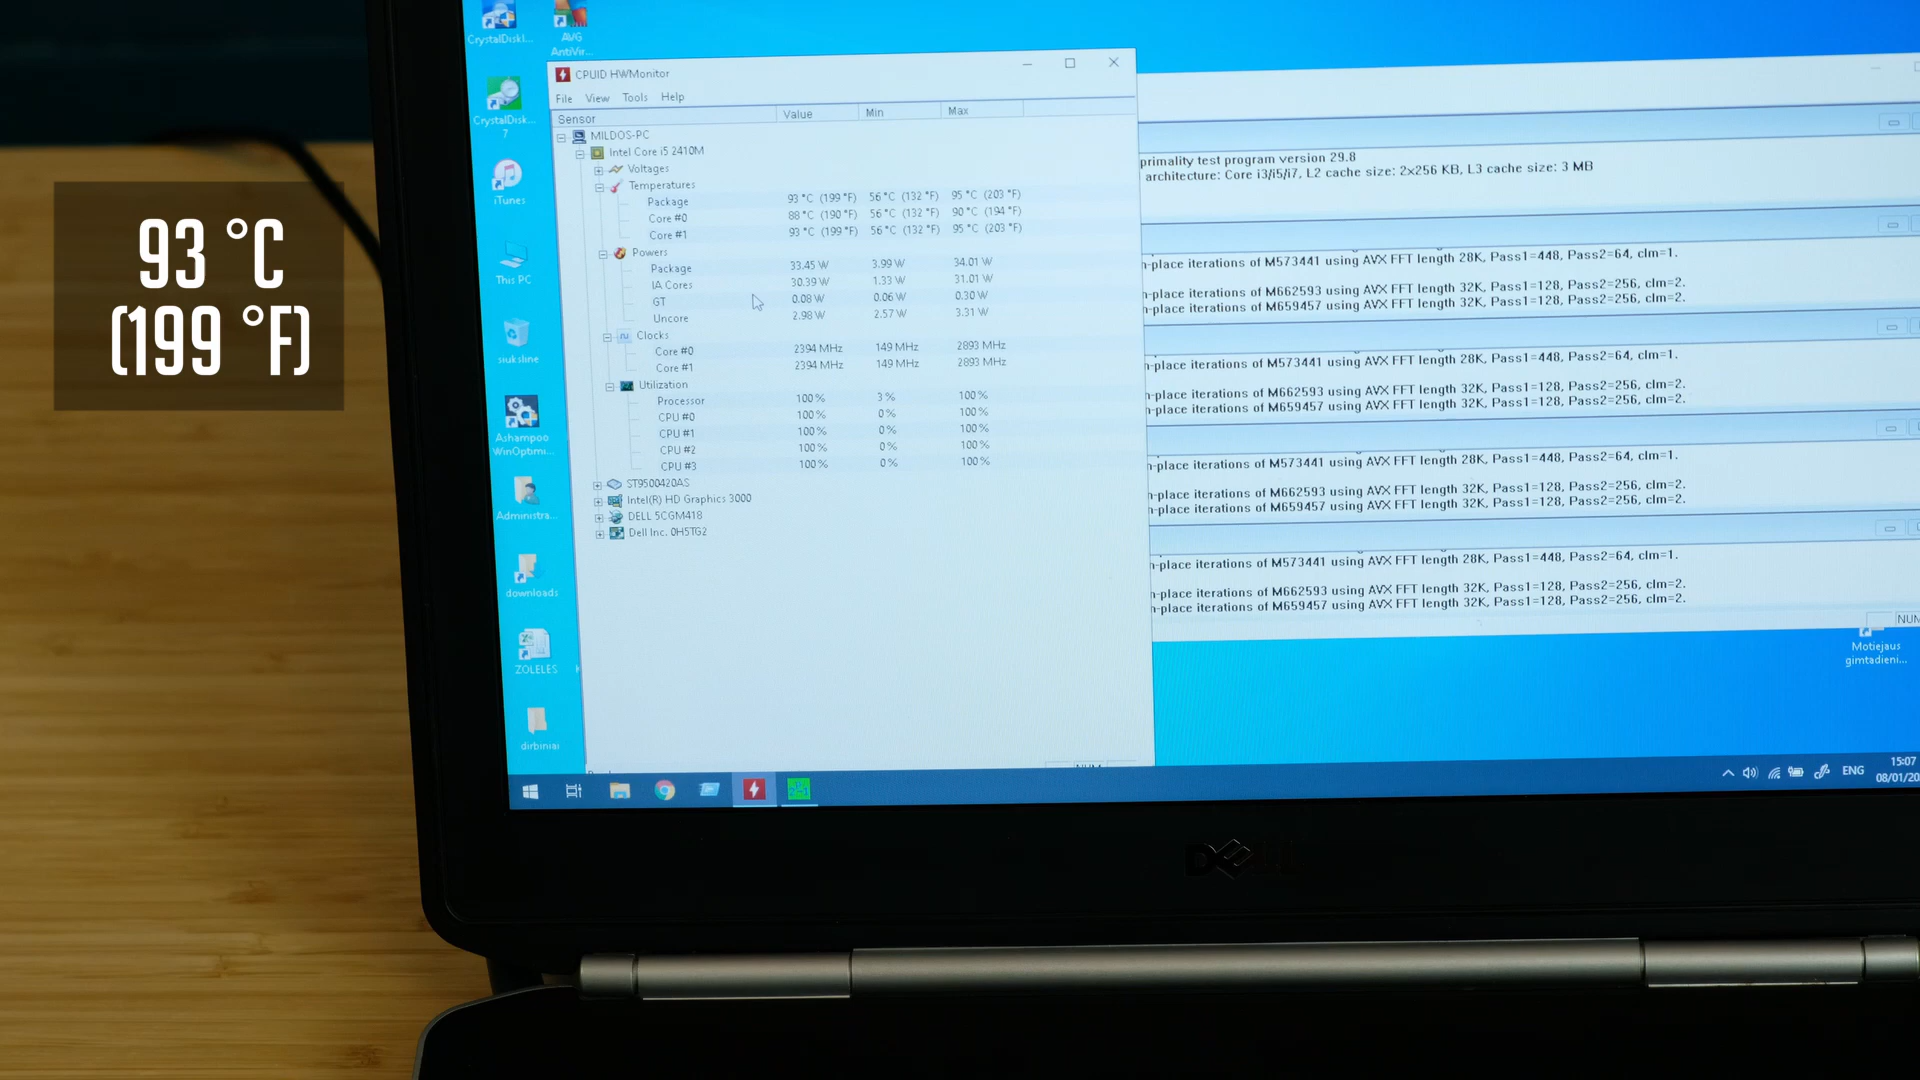 93 °C
(199 °F)
CrystalDiskI...
AVG
AntiVir...
CrystalDisk...
7
iTunes
This PC
siuksline
Ashampoo
WinOptimi...
Administra...
downloads
ZOLELES
dirbiniai
CPUID HWMonitor
File View Tools Help
Sensor Value Min Max
MILDOS-PC
Intel Core i5 2410M
Voltages
Temperatures
Package 93 °C (199 °F) 56 °C (132 °F) 95 °C (203 °F)
Core #0 88 °C (190 °F) 56 °C (132 °F) 90 °C (194 °F)
Core #1 93 °C (199 °F) 56 °C (132 °F) 95 °C (203 °F)
Powers
Package 33.45 W 3.99 W 34.01 W
IA Cores 30.39 W 1.33 W 31.01 W
GT 0.08 W 0.06 W 0.30 W
Uncore 2.98 W 2.57 W 3.31 W
Clocks
Core #0 2394 MHz 149 MHz 2893 MHz
Core #1 2394 MHz 149 MHz 2893 MHz
Utilization
Processor 100 % 3 % 100 %
CPU #0 100 % 0 % 100 %
CPU #1 100 % 0 % 100 %
CPU #2 100 % 0 % 100 %
CPU #3 100 % 0 % 100 %
ST9500420AS
Intel(R) HD Graphics 3000
DELL 5CGM418
Dell Inc. 0H5TG2
NUM
primality test program version 29.8
architecture: Core i3/i5/i7, L2 cache size: 2x256 KB, L3 cache size: 3 MB
n-place iterations of M573441 using AVX FFT length 28K, Pass1=448, Pass2=64, clm=1.
n-place iterations of M662593 using AVX FFT length 32K, Pass1=128, Pass2=256, clm=2.
n-place iterations of M659457 using AVX FFT length 32K, Pass1=128, Pass2=256, clm=2.
n-place iterations of M573441 using AVX FFT length 28K, Pass1=448, Pass2=64, clm=1.
n-place iterations of M662593 using AVX FFT length 32K, Pass1=128, Pass2=256, clm=2.
n-place iterations of M659457 using AVX FFT length 32K, Pass1=128, Pass2=256, clm=2.
n-place iterations of M573441 using AVX FFT length 28K, Pass1=448, Pass2=64, clm=1.
n-place iterations of M662593 using AVX FFT length 32K, Pass1=128, Pass2=256, clm=2.
n-place iterations of M659457 using AVX FFT length 32K, Pass1=128, Pass2=256, clm=2.
n-place iterations of M573441 using AVX FFT length 28K, Pass1=448, Pass2=64, clm=1.
n-place iterations of M662593 using AVX FFT length 32K, Pass1=128, Pass2=256, clm=2.
n-place iterations of M659457 using AVX FFT length 32K, Pass1=128, Pass2=256, clm=2.
NUM
Motiejaus
gimtadieni...
ENG
15:07
08/01/20
DELL